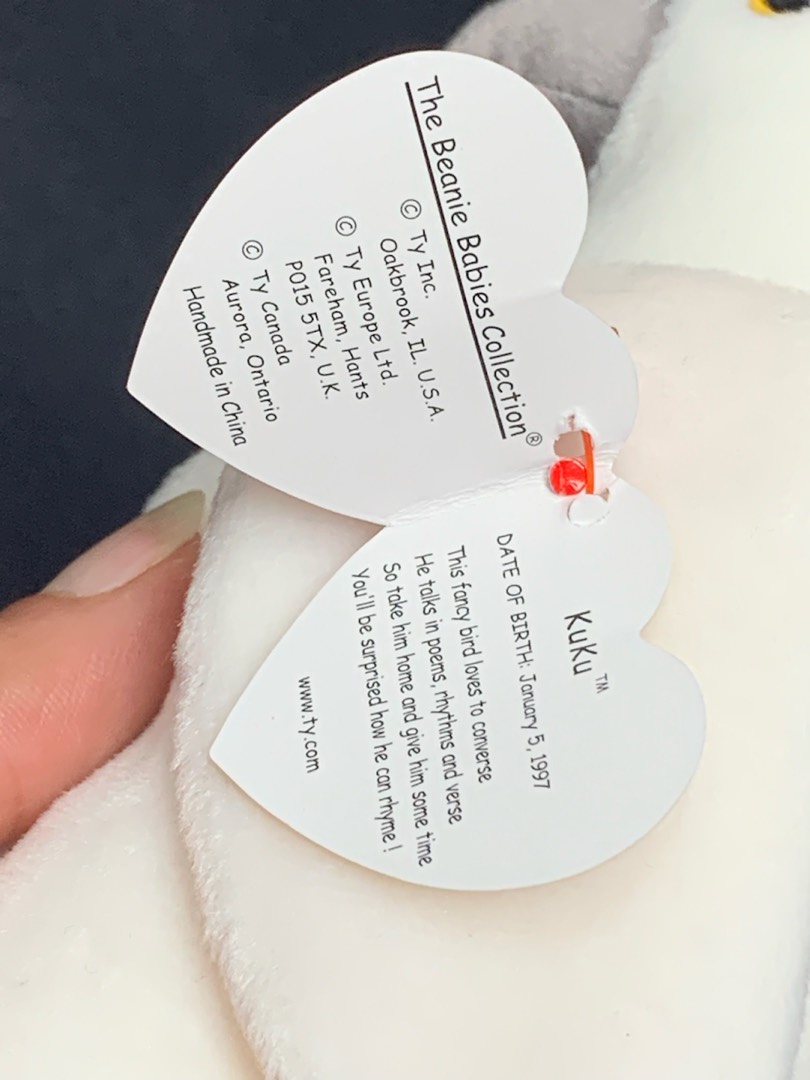 The Beanie Babies Collection®
© Ty Inc.
Oakbrook, IL. U.S.A.
© Ty Europe Ltd.
Fareham, Hants
PO15 5TX, U.K.
© Ty Canada
Aurora, Ontario
Handmade in China
KuKu™
DATE OF BIRTH: January 5, 1997
This fancy bird loves to converse
He talks in poems, rhythms and verse
So take him home and give him some time
You'll be surprised how he can rhyme!
www.ty.com